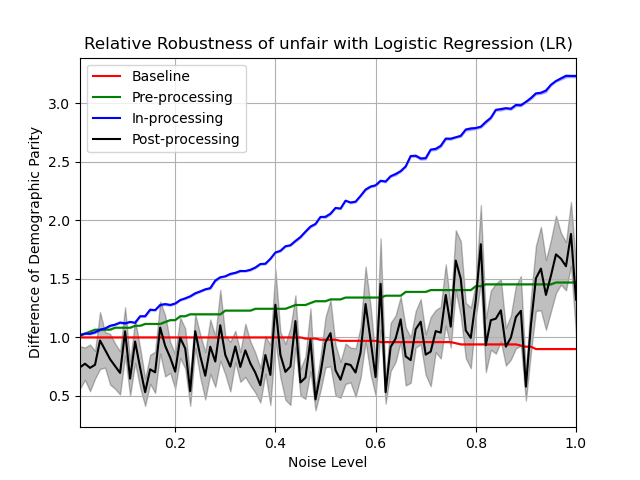 Relative Robustness of unfair with Logistic Regression (LR)
Baseline
Pre-processing
In-processing
Post-processing
Difference of Demographic Parity
3.0
2.5
2.0
1.5
1.0
0.5
0.2
0.4
0.6
0.8
1.0
Noise Level